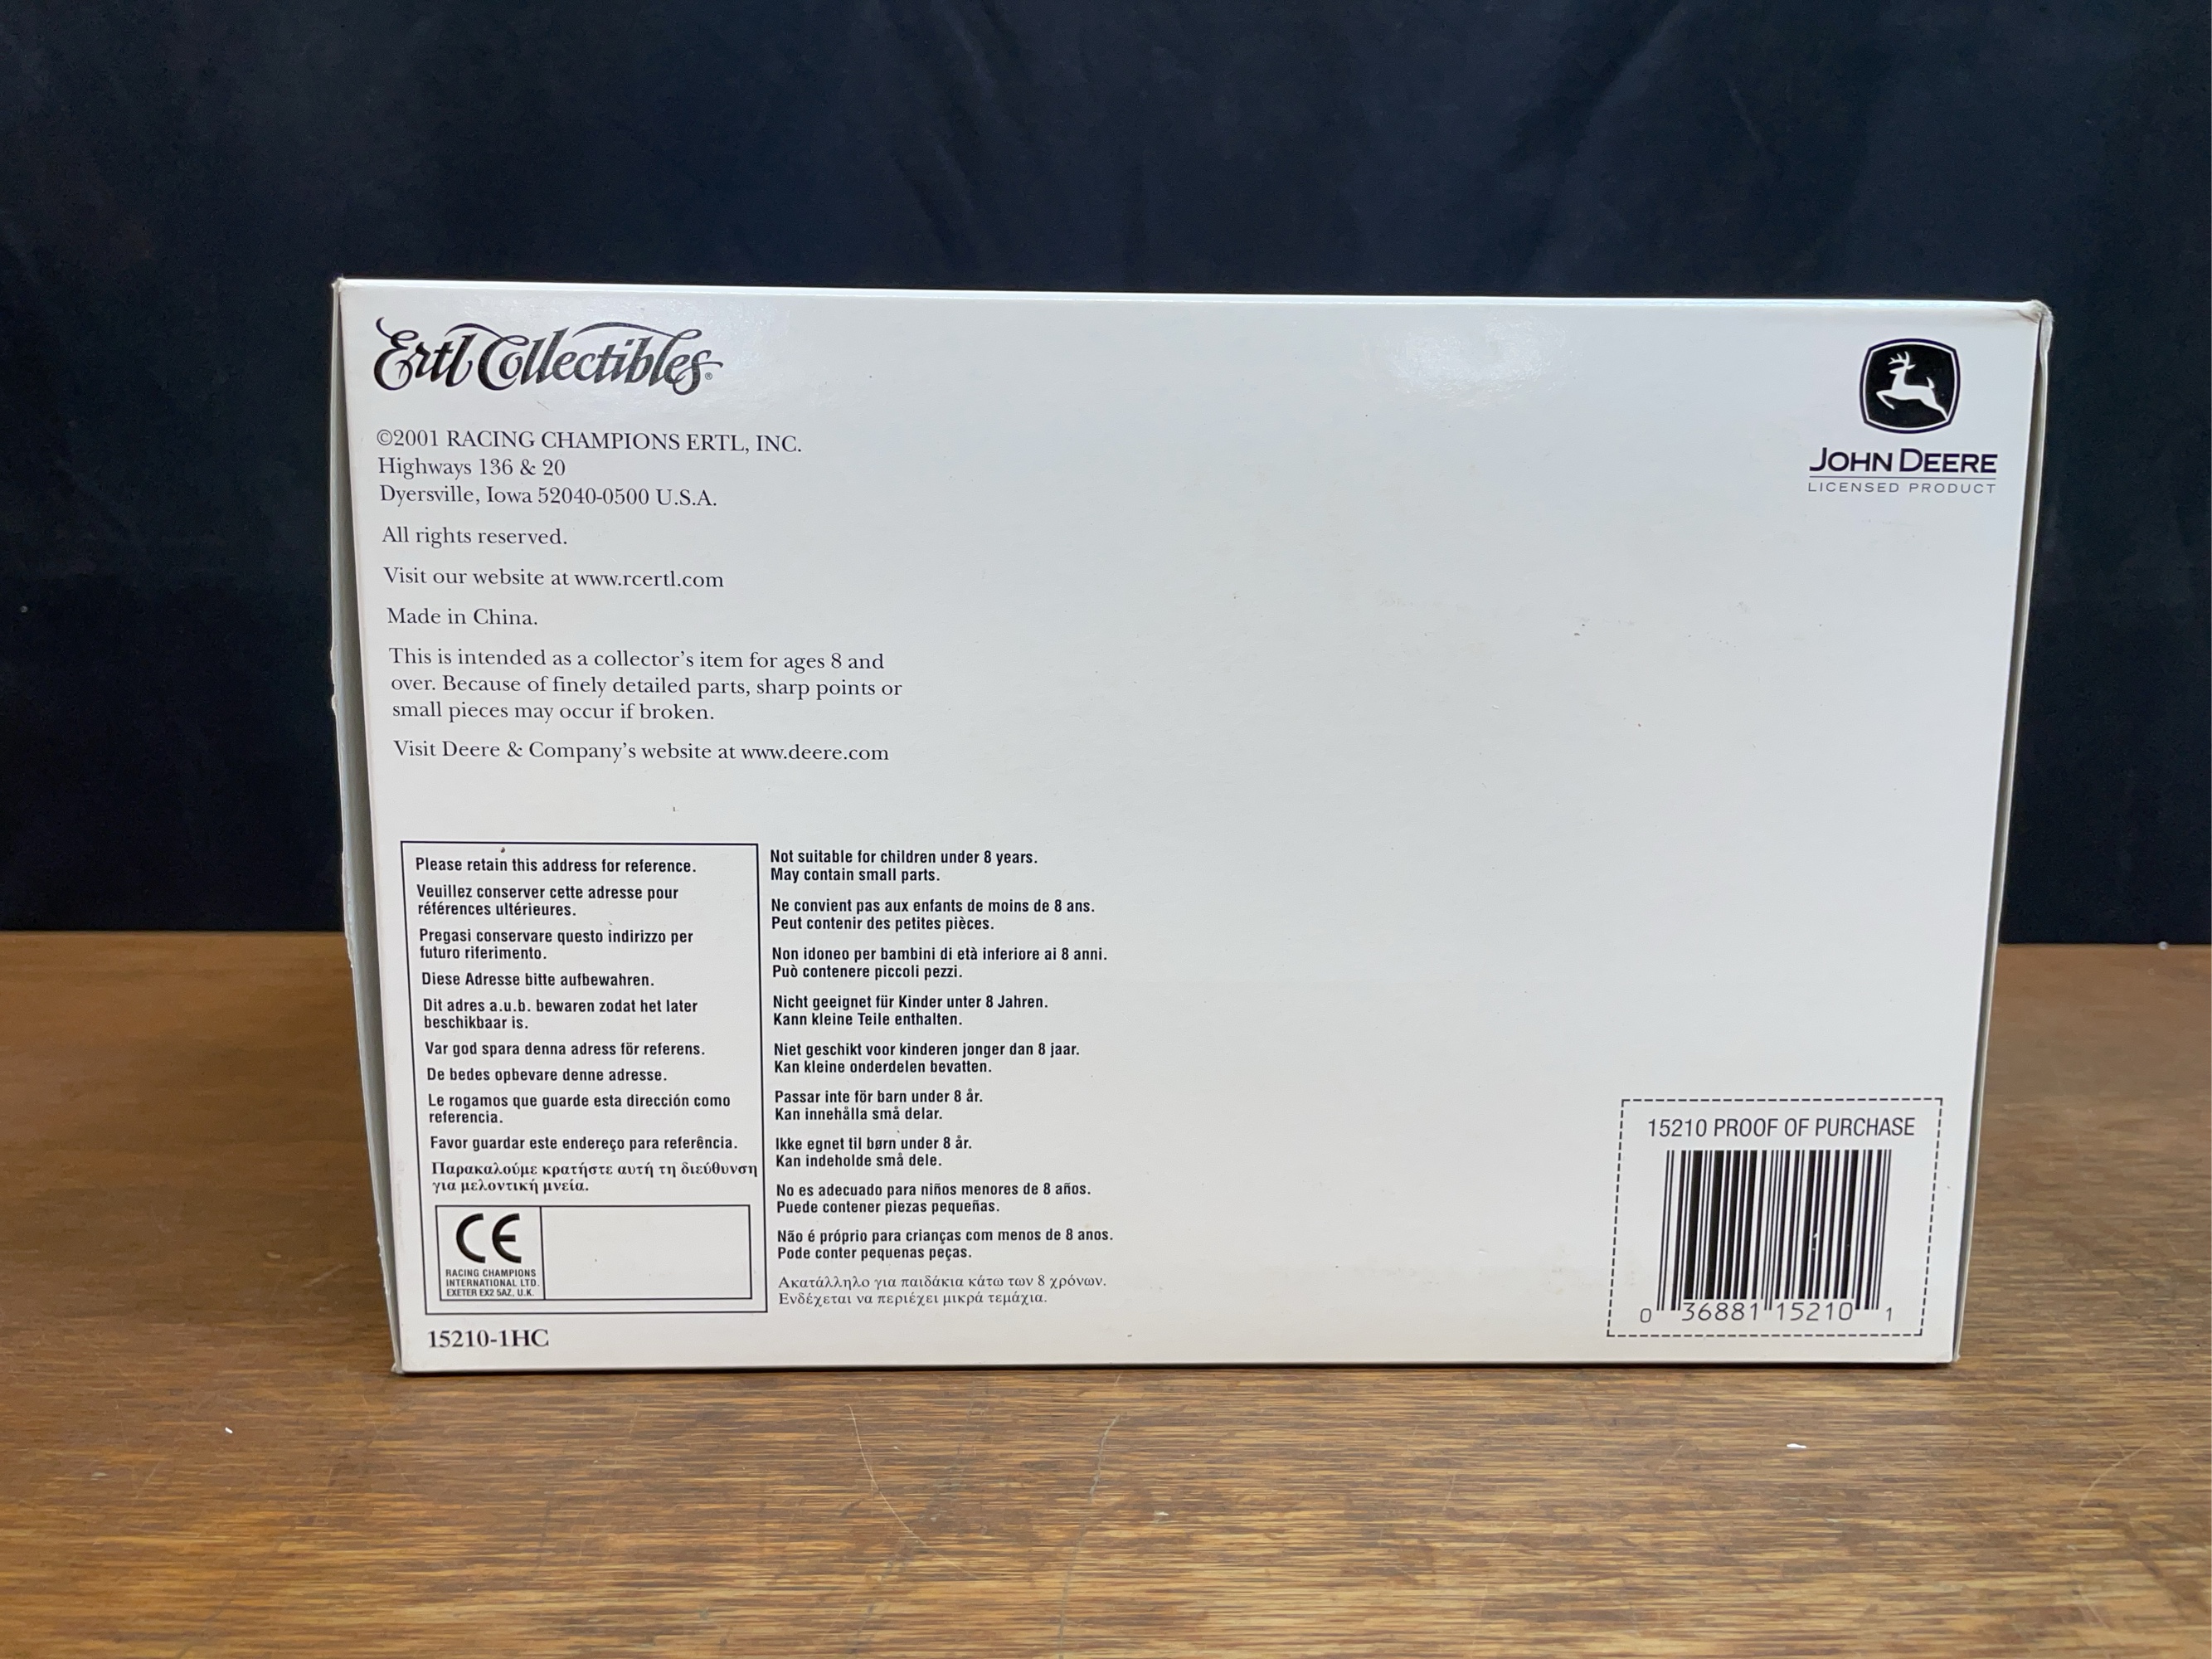 Ertl Collectibles®
©2001 RACING CHAMPIONS ERTL, INC.
Highways 136 & 20
Dyersville, Iowa 52040-0500 U.S.A.
All rights reserved.
Visit our website at www.rcertl.com
Made in China.
This is intended as a collector's item for ages 8 and
over. Because of finely detailed parts, sharp points or
small pieces may occur if broken.
Visit Deere & Company's website at www.deere.com
JOHN DEERE
LICENSED PRODUCT
Please retain this address for reference.
Veuillez conserver cette adresse pour
références ultérieures.
Pregasi conservare questo indirizzo per
futuro riferimento.
Diese Adresse bitte aufbewahren.
Dit adres a.u.b. bewaren zodat het later
beschikbaar is.
Var god spara denna adress för referens.
De bedes opbevare denne adresse.
Le rogamos que guarde esta dirección como
referencia.
Favor guardar este endereço para referência.
Παρακαλούμε κρατήστε αυτή τη διεύθυνση
για μελοντική μνεία.
CE
RACING CHAMPIONS
INTERNATIONAL LTD.
EXETER EX2 5AZ, U.K.
15210-1HC
Not suitable for children under 8 years.
May contain small parts.
Ne convient pas aux enfants de moins de 8 ans.
Peut contenir des petites pièces.
Non idoneo per bambini di età inferiore ai 8 anni.
Può contenere piccoli pezzi.
Nicht geeignet für Kinder unter 8 Jahren.
Kann kleine Teile enthalten.
Niet geschikt voor kinderen jonger dan 8 jaar.
Kan kleine onderdelen bevatten.
Passar inte för barn under 8 år.
Kan innehålla små delar.
Ikke egnet til børn under 8 år.
Kan indeholde små dele.
No es adecuado para niños menores de 8 años.
Puede contener piezas pequeñas.
Não é próprio para crianças com menos de 8 anos.
Pode conter pequenas peças.
Ακατάλληλο για παιδάκια κάτω των 8 χρόνων.
Ενδέχεται να περιέχει μικρά τεμάχια.
15210 PROOF OF PURCHASE
0 36881 15210 1